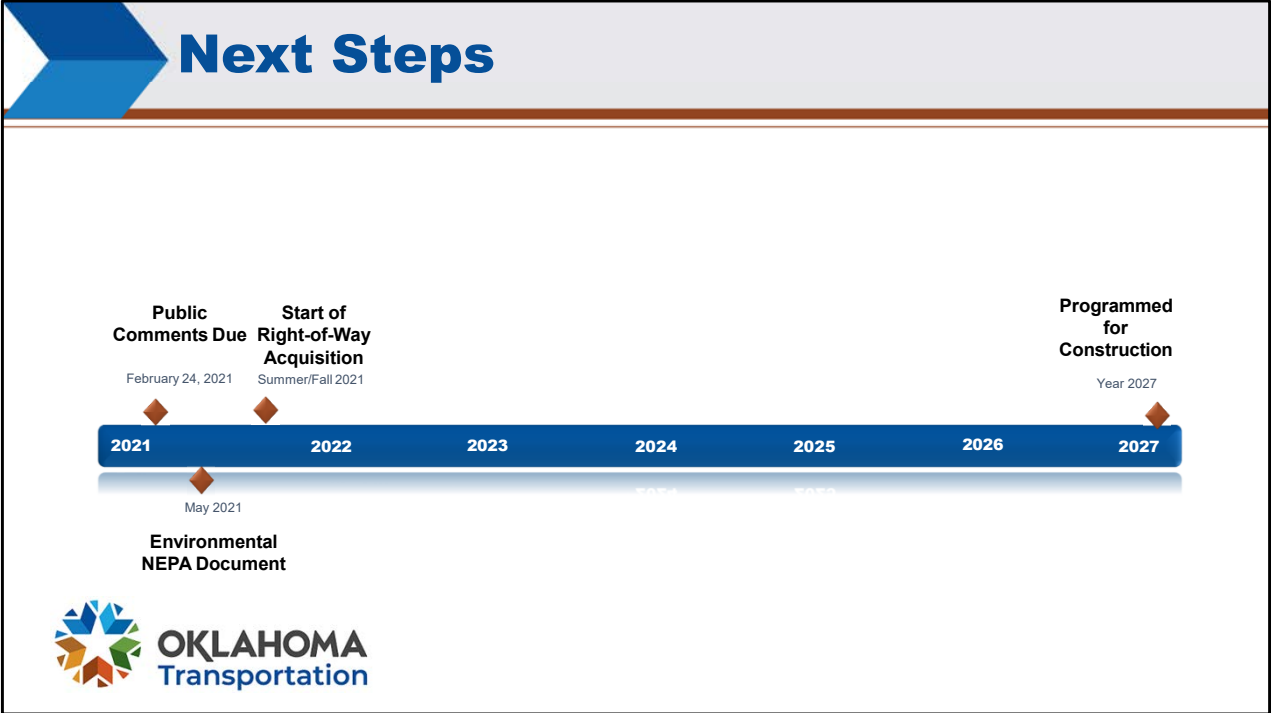 Next Steps
Public
Comments Due
February 24, 2021
Start of
Right-of-Way
Acquisition
Summer/Fall 2021
Programmed
for
Construction
Year 2027
2021 2022 2023 2024 2025 2026 2027
May 2021
Environmental
NEPA Document
OKLAHOMA
Transportation